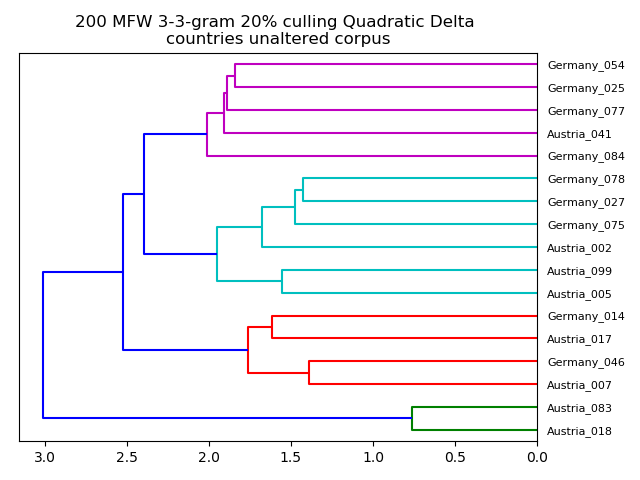 200 MFW 3-3-gram 20% culling Quadratic Delta
countries unaltered corpus
Germany_054
Germany_025
Germany_077
Austria_041
Germany_084
Germany_078
Germany_027
Germany_075
Austria_002
Austria_099
Austria_005
Germany_014
Austria_017
Germany_046
Austria_007
Austria_083
Austria_018
3.0 2.5 2.0 1.5 1.0 0.5 0.0